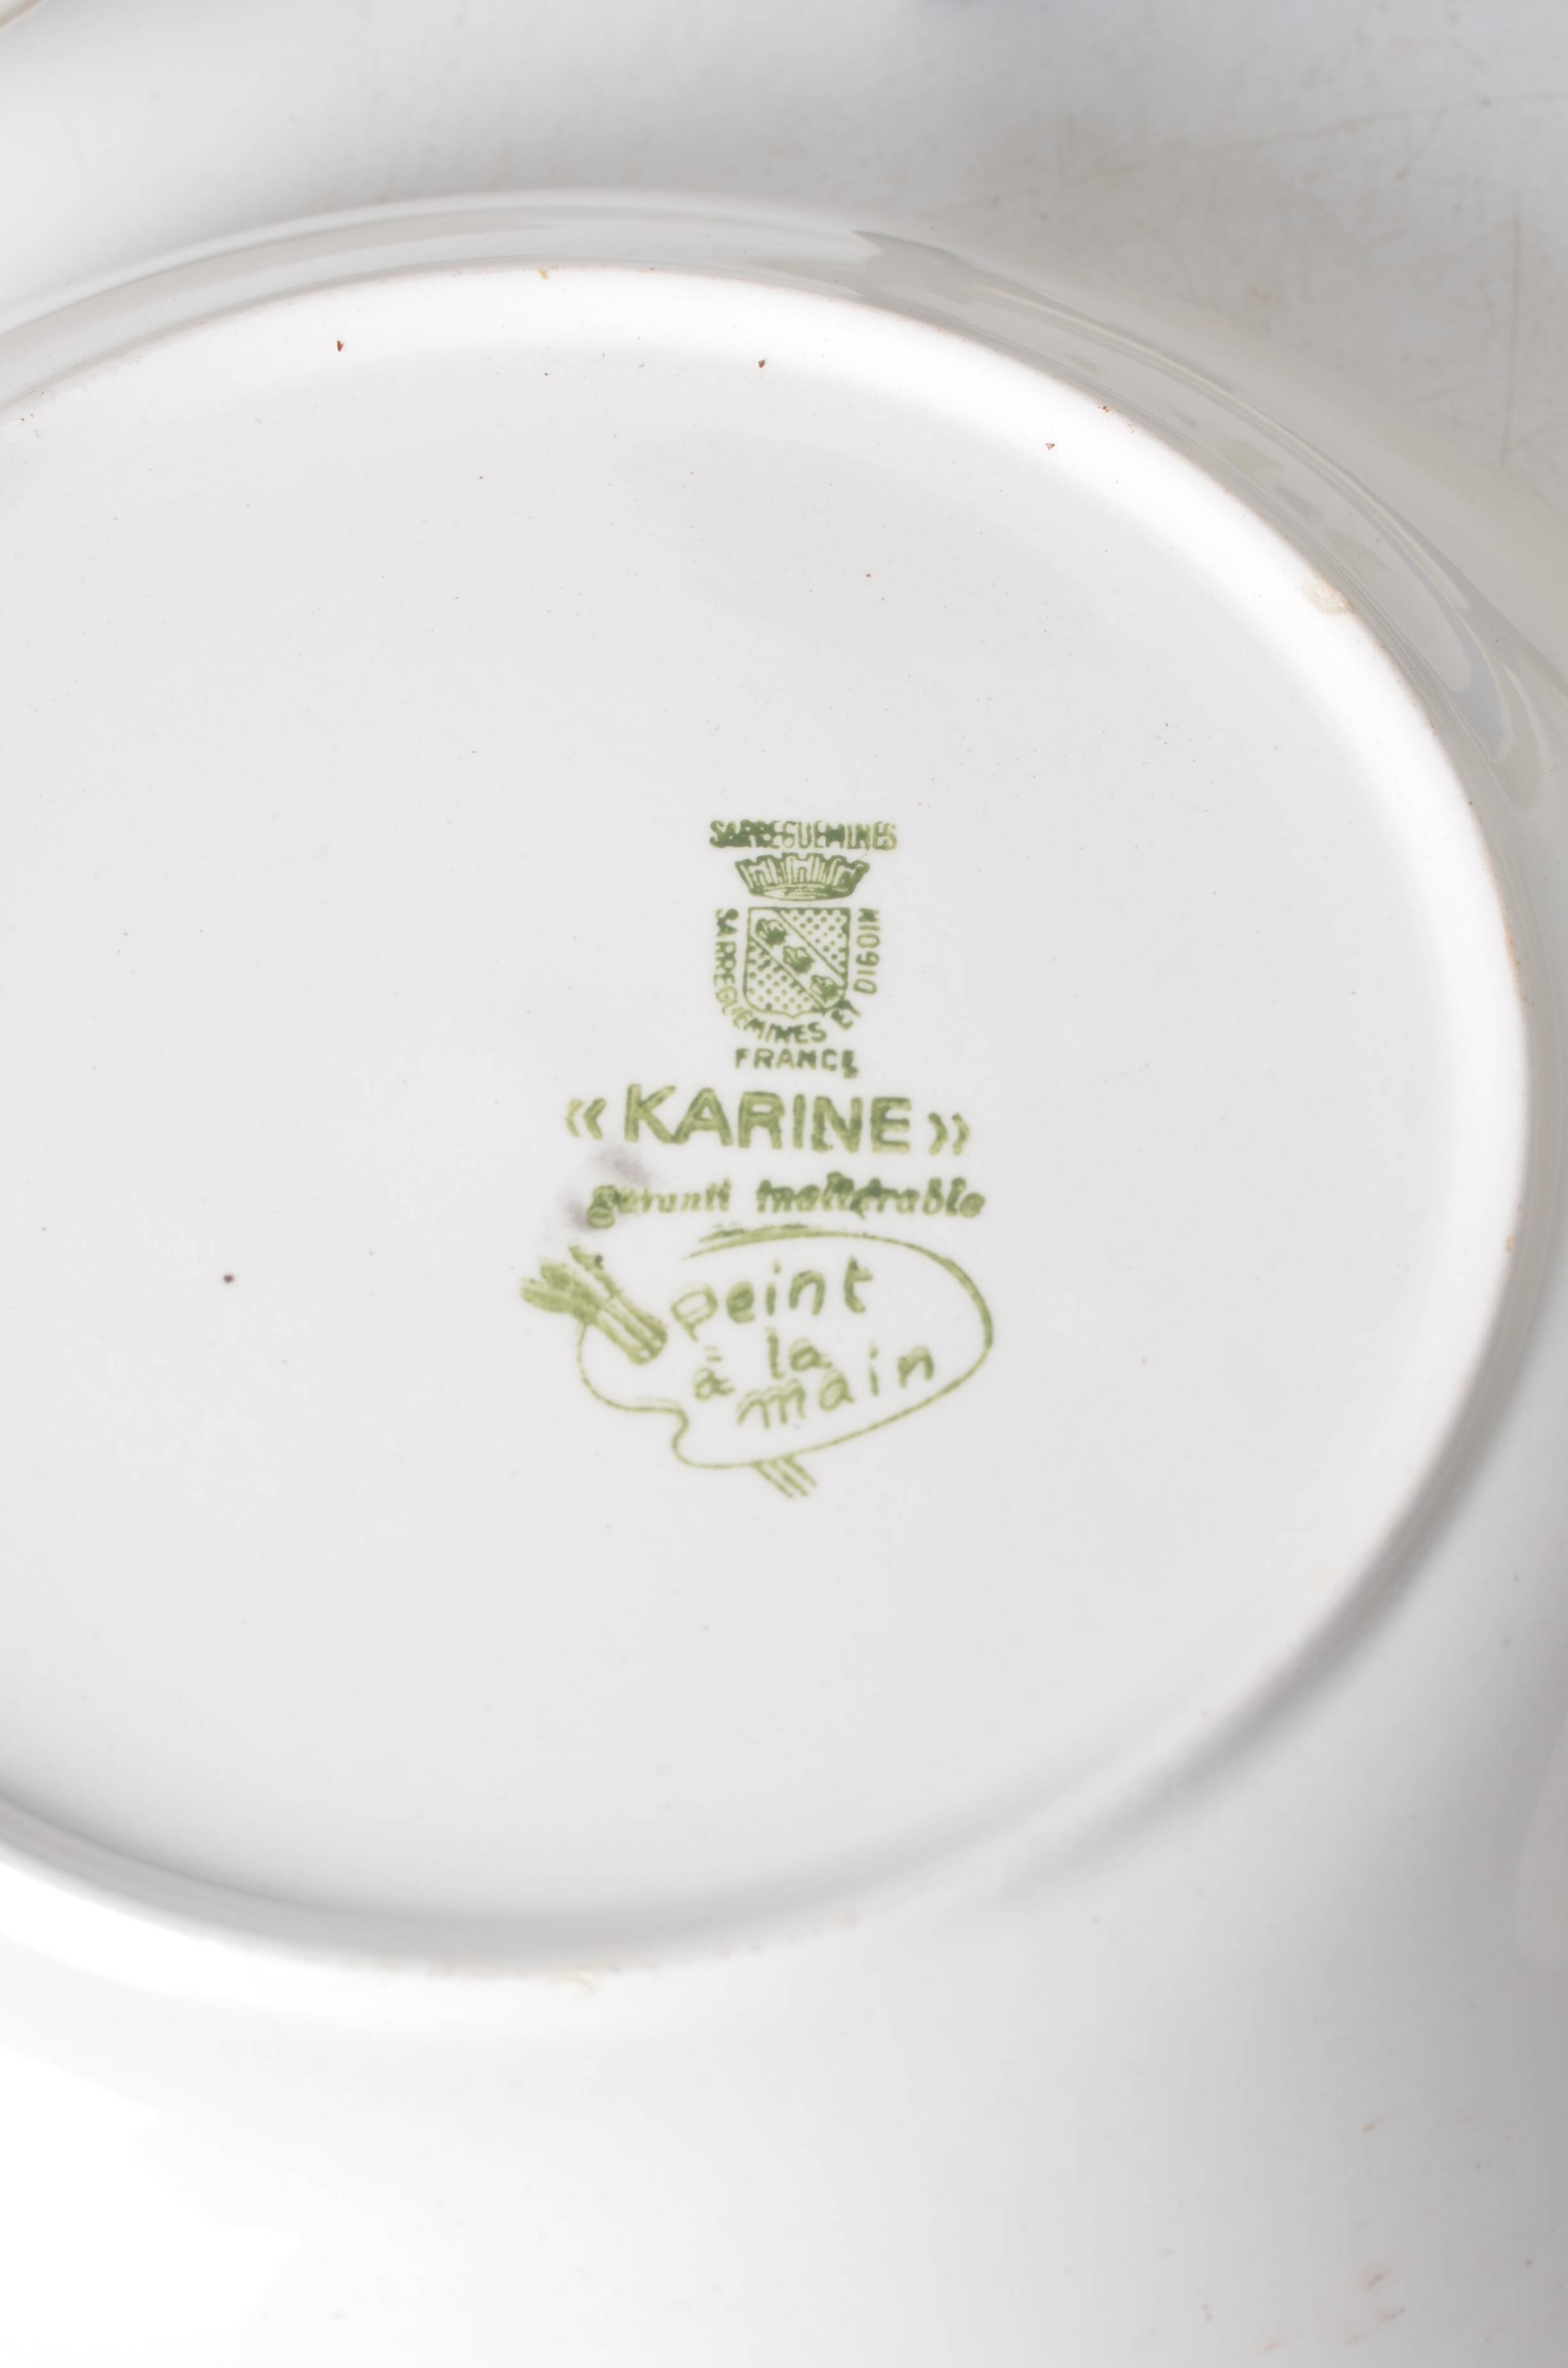 SARREGUEMINES
SARREGUEMINES ET DIGOIN
FRANCE
«KARINE»
garanti inaltérable
peint
à la
main